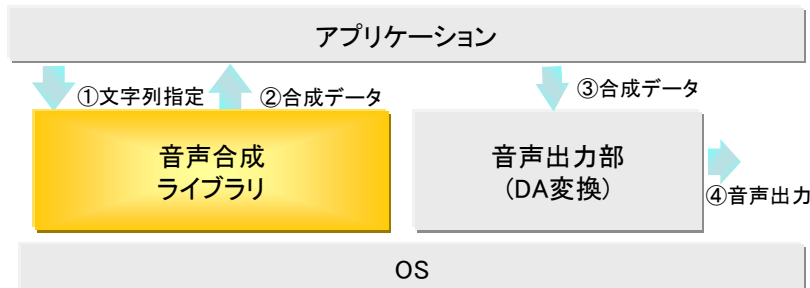 アプリケーション
①文字列指定
②合成データ
③合成データ
音声合成
ライブラリ
音声出力部
(DA変換)
④音声出力
OS